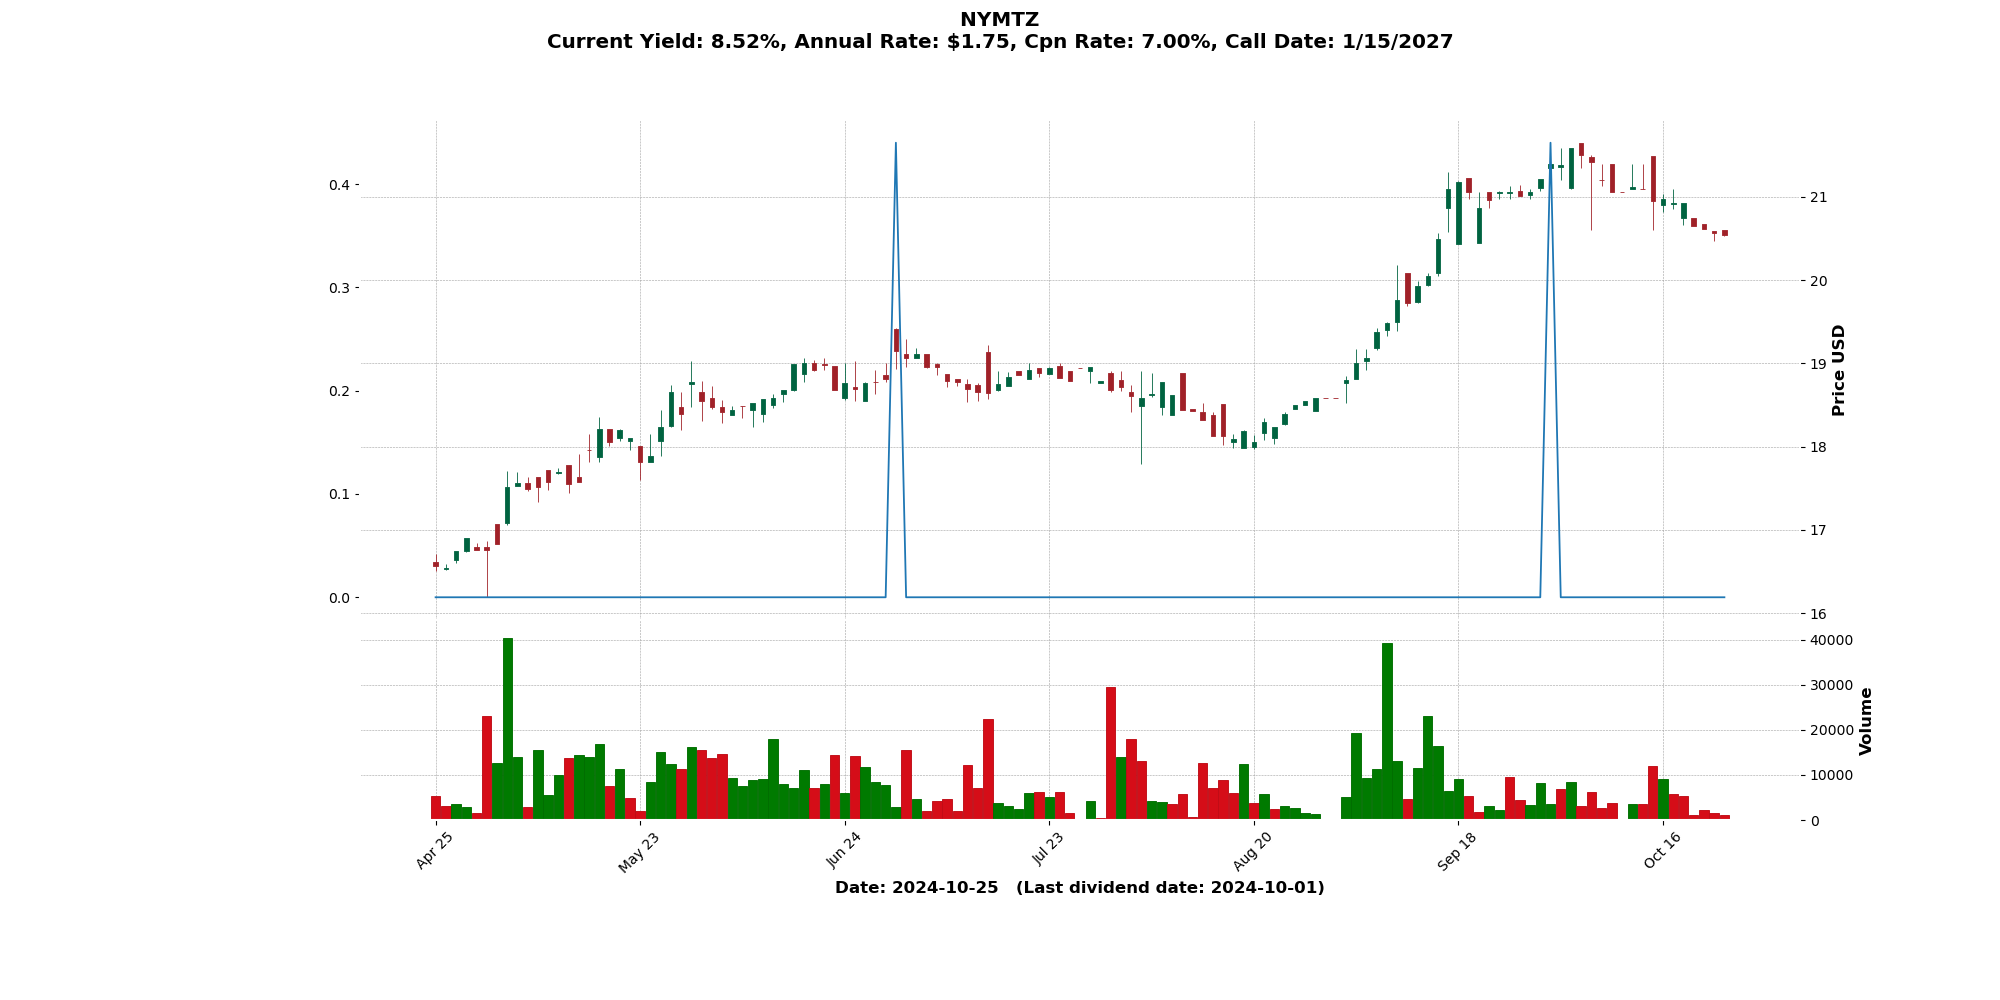 NYMTZ
Current Yield: 8.52%, Annual Rate: $1.75, Cpn Rate: 7.00%, Call Date: 1/15/2027
0.4
0.3
0.2
0.1
0.0
21
20
19
18
17
16
Price USD
40000
30000
20000
10000
0
Volume
Apr 25
May 23
Jun 24
Jul 23
Aug 20
Sep 18
Oct 16
Date: 2024-10-25   (Last dividend date: 2024-10-01)